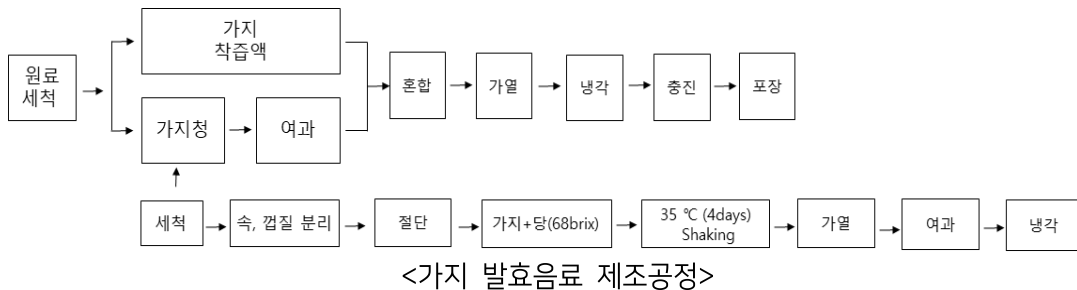 원료
세척
가지
착즙액
가지청
여과
혼합
가열
냉각
충진
포장
세척
속, 껍질 분리
절단
가지+당(68brix)
35 ℃ (4days)
Shaking
가열
여과
냉각
<가지 발효음료 제조공정>